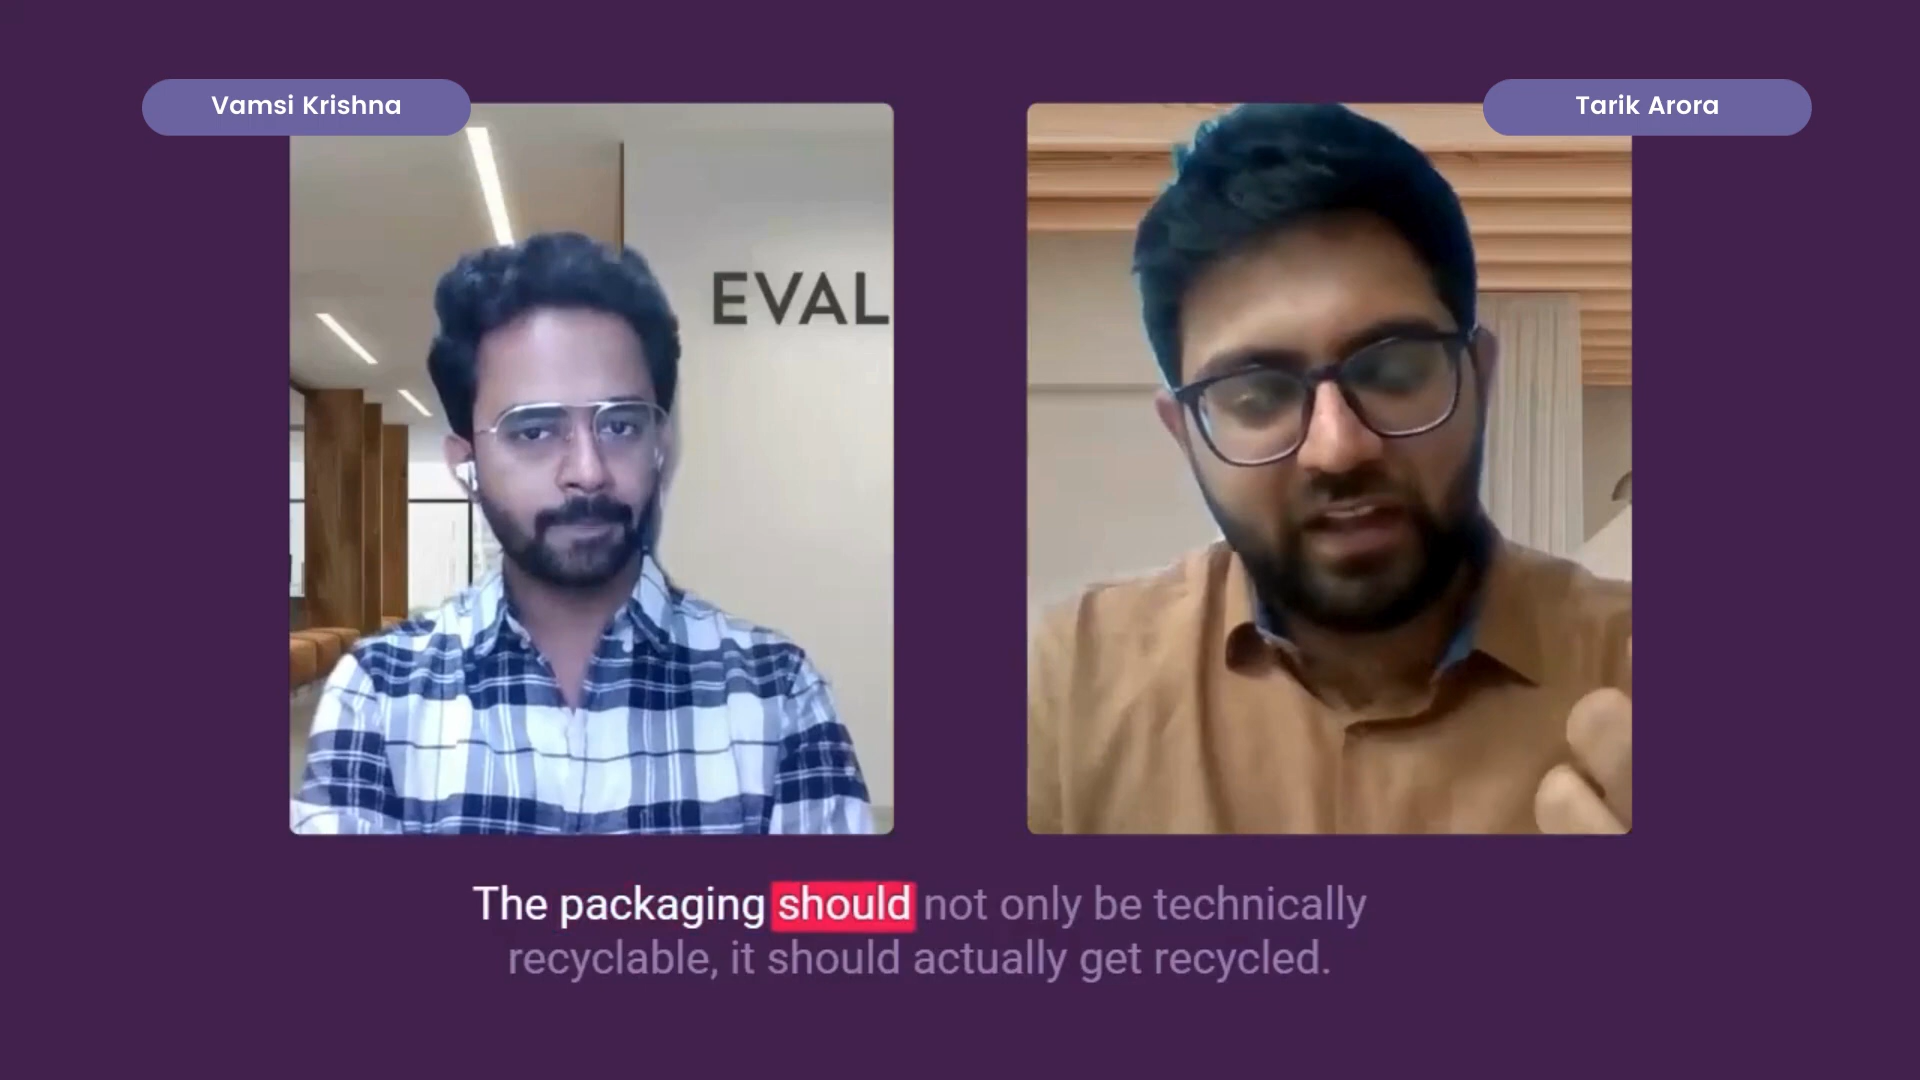 Vamsi Krishna
Tarik Arora
EVAL
The packaging should not only be technically
recyclable, it should actually get recycled.